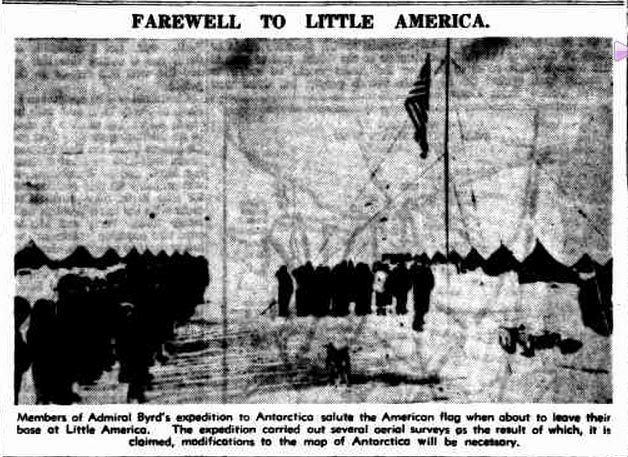 FAREWELL TO LITTLE AMERICA.
Members of Admiral Byrd's expedition to Antarctica salute the American flag when about to leave their
base at Little America. The expedition carried out several aerial surveys as the result of which, it is
claimed, modifications to the map of Antarctica will be necessary.